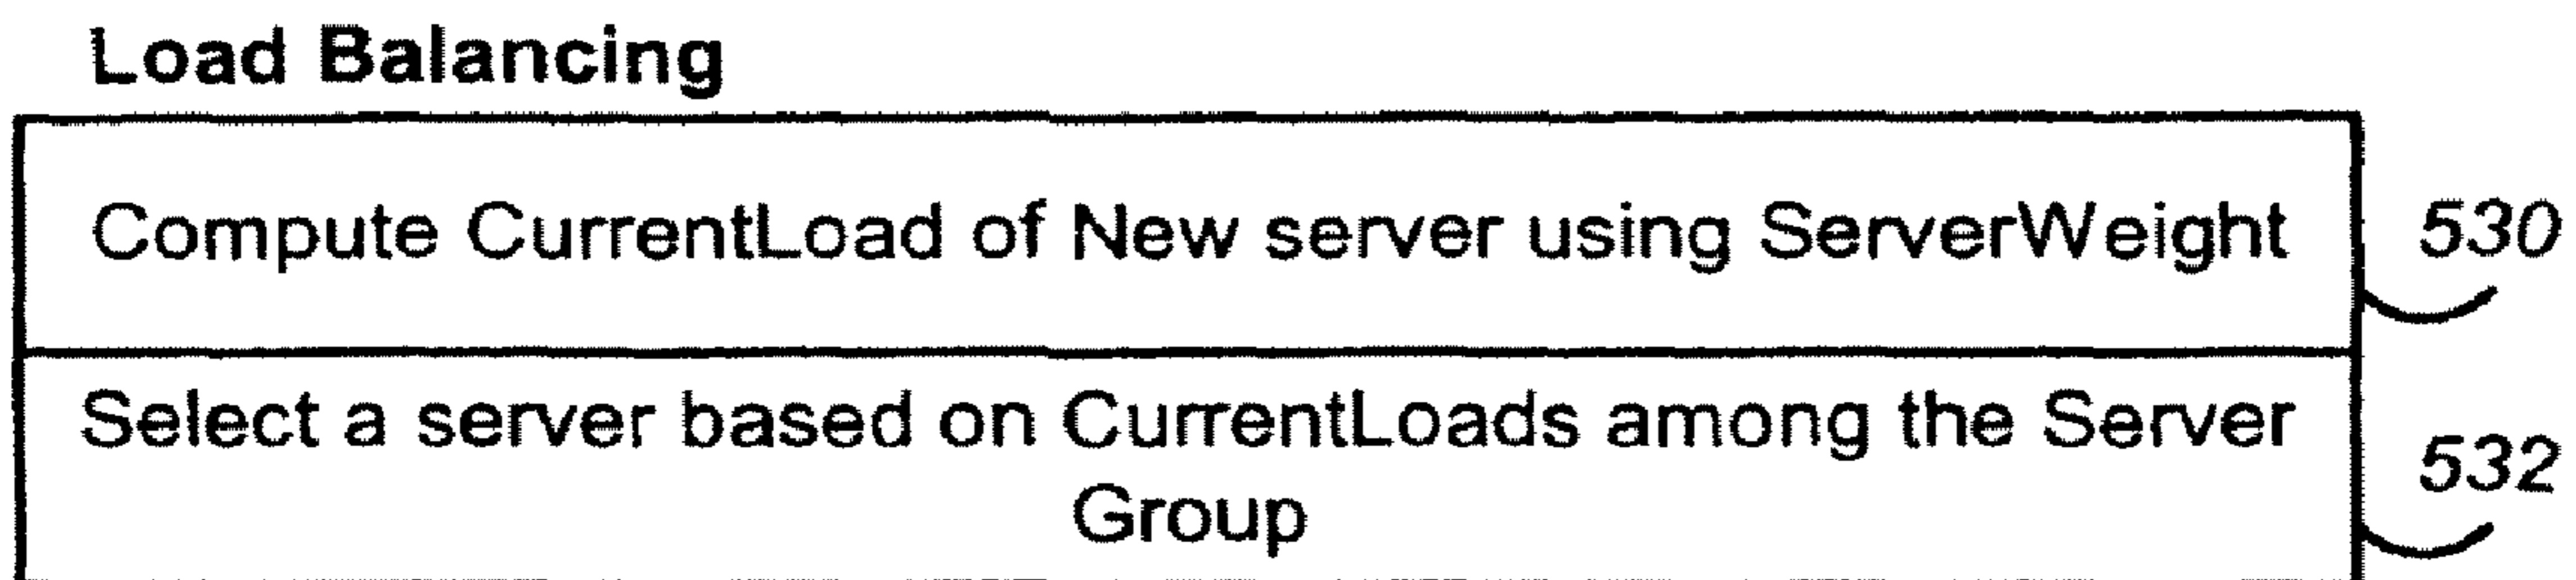 Load Balancing
Compute CurrentLoad of New server using ServerWeight
530
Select a server based on CurrentLoads among the Server
Group
532